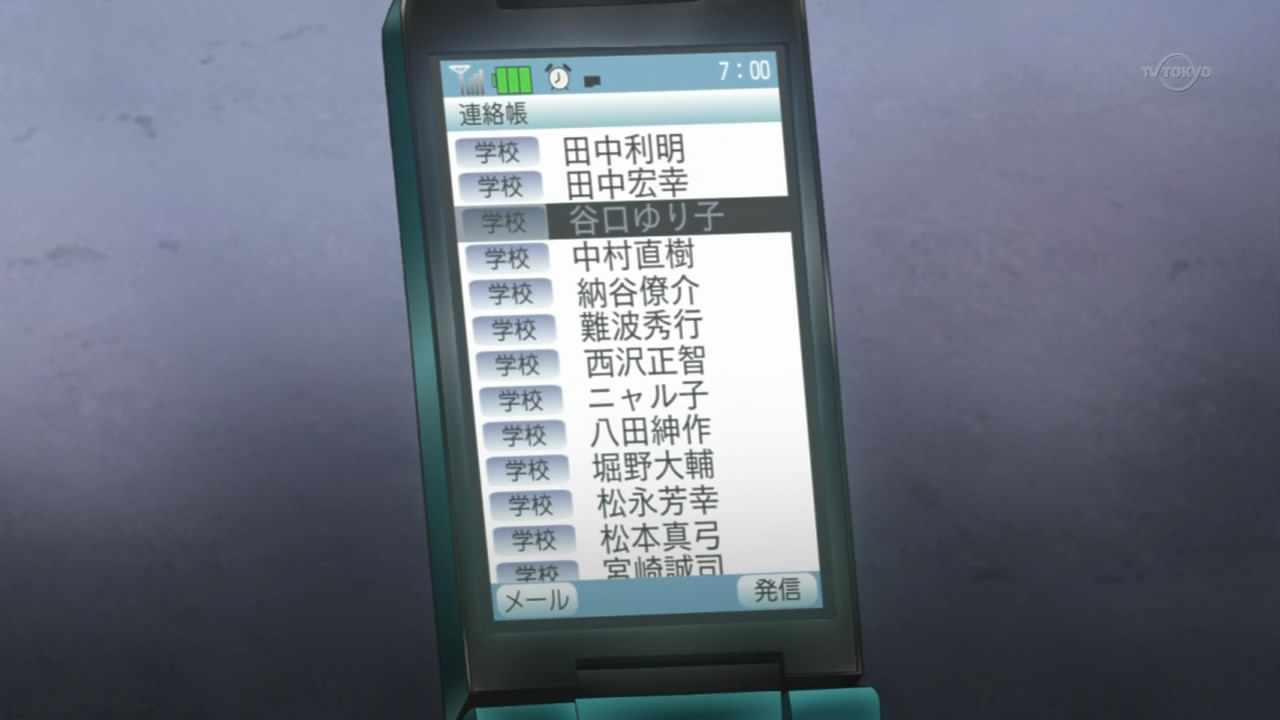 TV TOKYO
7:00
連絡帳
学校 田中利明
学校 田中宏幸
学校 谷口ゆり子
学校 中村直樹
学校 納谷僚介
学校 難波秀行
学校 西沢正智
学校 ニャル子
学校 八田紳作
学校 堀野大輔
学校 松永芳幸
学校 松本真弓
学校 宮崎誠司
メール 発信